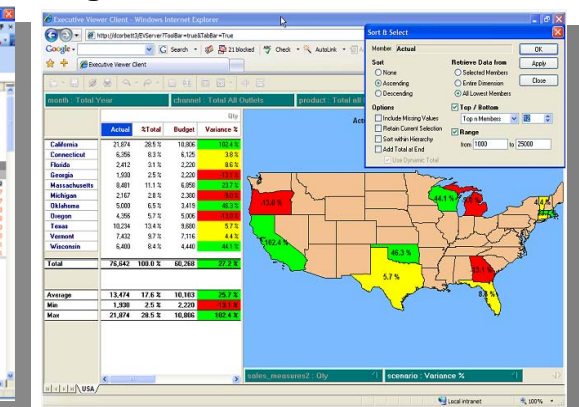 Executive Viewer Client - Windows Internet Explorer
Google
Search
21 blocked
Check
AutoLink
Executive Viewer Client
month : Total Year channel : Total All Outlets
Qty
Actual %Total Budget Variance %
California 21,874 28.5 % 10,806 102.4 %
Connecticut 6,356 8.3 % 6,125 3.8 %
Florida 2,412 3.1 % 2,220 8.6 %
Georgia 1,930 2.5 % 2,220 -13.1 %
Massachusetts 8,481 11.1 % 6,858 23.7 %
Michigan 2,167 2.8 % 2,380
Oklahoma 5,000 6.5 % 3,419 46.3 %
Oregon 4,356 5.7 % 5,006 -13.0 %
Texas 10,234 13.4 % 9,680 5.7 %
Vermont 7,432 9.7 % 7,116 4.4 %
Wisconsin 6,400 8.4 % 4,440 44.1 %
Total 76,642 100.0 % 60,268 27.2 %
Average 13,474 17.6 % 10,103 25.7 %
Min 1,930 2.5 % 2,220 -13.1 %
Max 21,874 28.5 % 10,806 102.4 %
USA
Sort & Select
Member Actual
OK
Sort
None
Ascending
Descending
Retrieve Data from
Selected Members
Entire Dimension
All Lowest Members
Apply
Close
Options
Include Missing Values
Retain Current Selection
Sort within Hierarchy
Add Total at End
Use Dynamic Total
Top / Bottom
Top n Members
Range
from 1000 to 25000
-13.0 %
102.4 %
44.1 %
4.4 %
46.3 %
5.7 %
-13.1 %
8.6 %
sales_measures2 : Qty
scenario : Variance %
Local intranet
100%